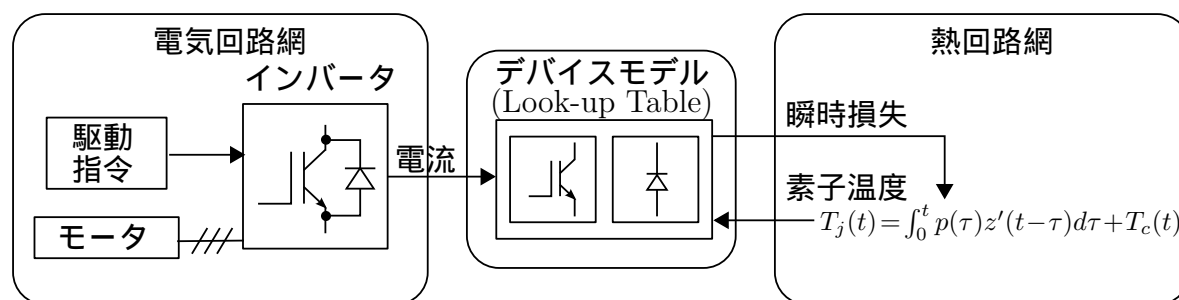 電気回路網
インバータ
駆動
指令
モータ
電流
デバイスモデル
(Look-up Table)
熱回路網
瞬時損失
素子温度
T_j(t)=∫_0^t p(τ)z′(t−τ)dτ+T_c(t)